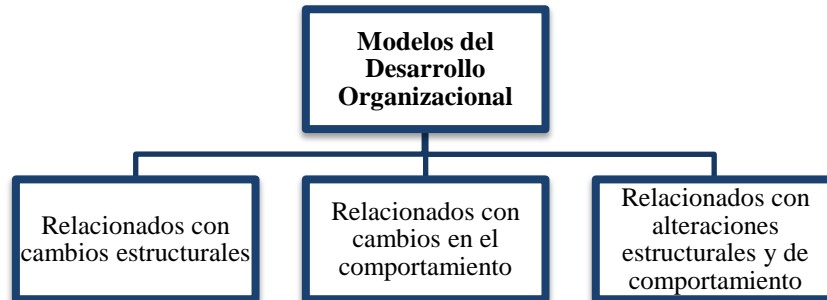 Modelos del
Desarrollo
Organizacional
Relacionados con
cambios estructurales
Relacionados con
cambios en el
comportamiento
Relacionados con
alteraciones
estructurales y de
comportamiento